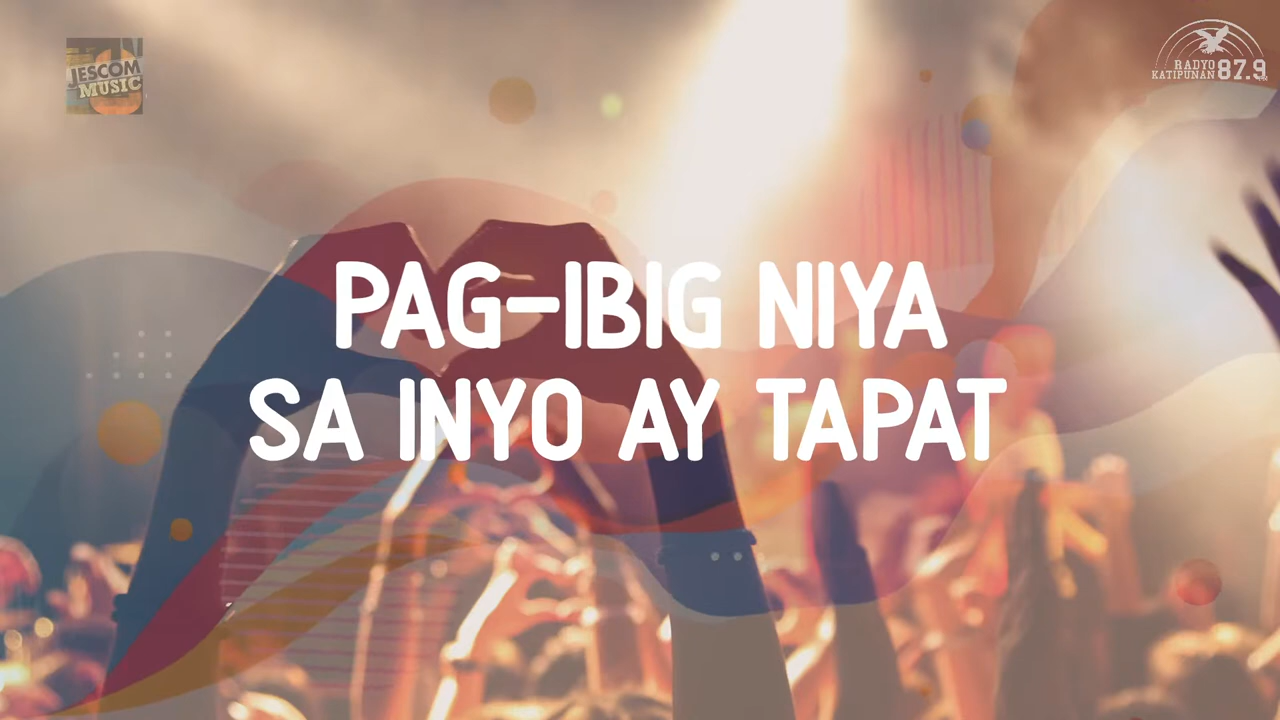 JESCOM
MUSIC
RADYO
KATIPUNAN 87.9
PAG-IBIG NIYA
SA INYO AY TAPAT